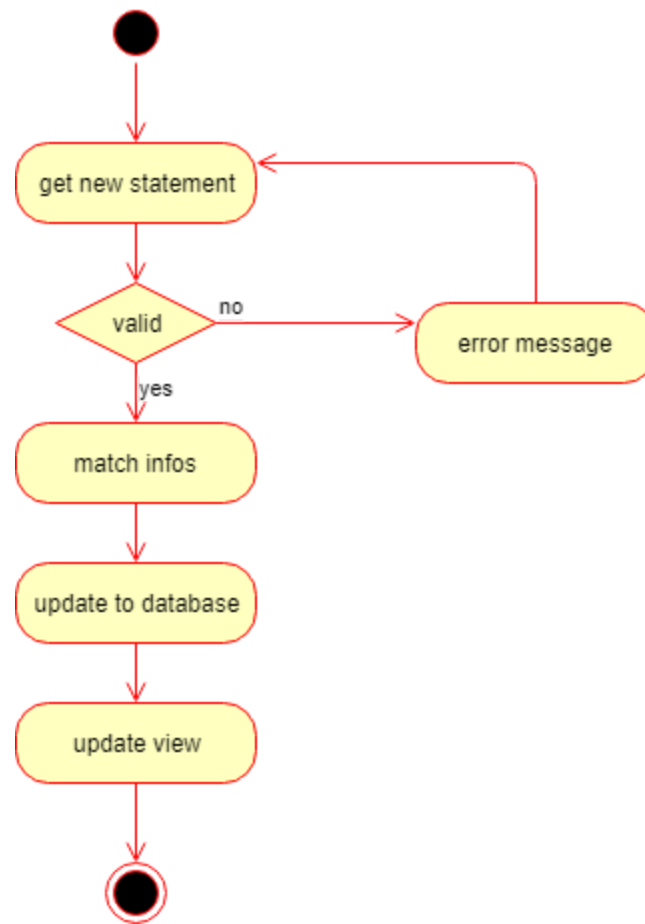 get new statement
valid
no
error message
yes
match infos
update to database
update view